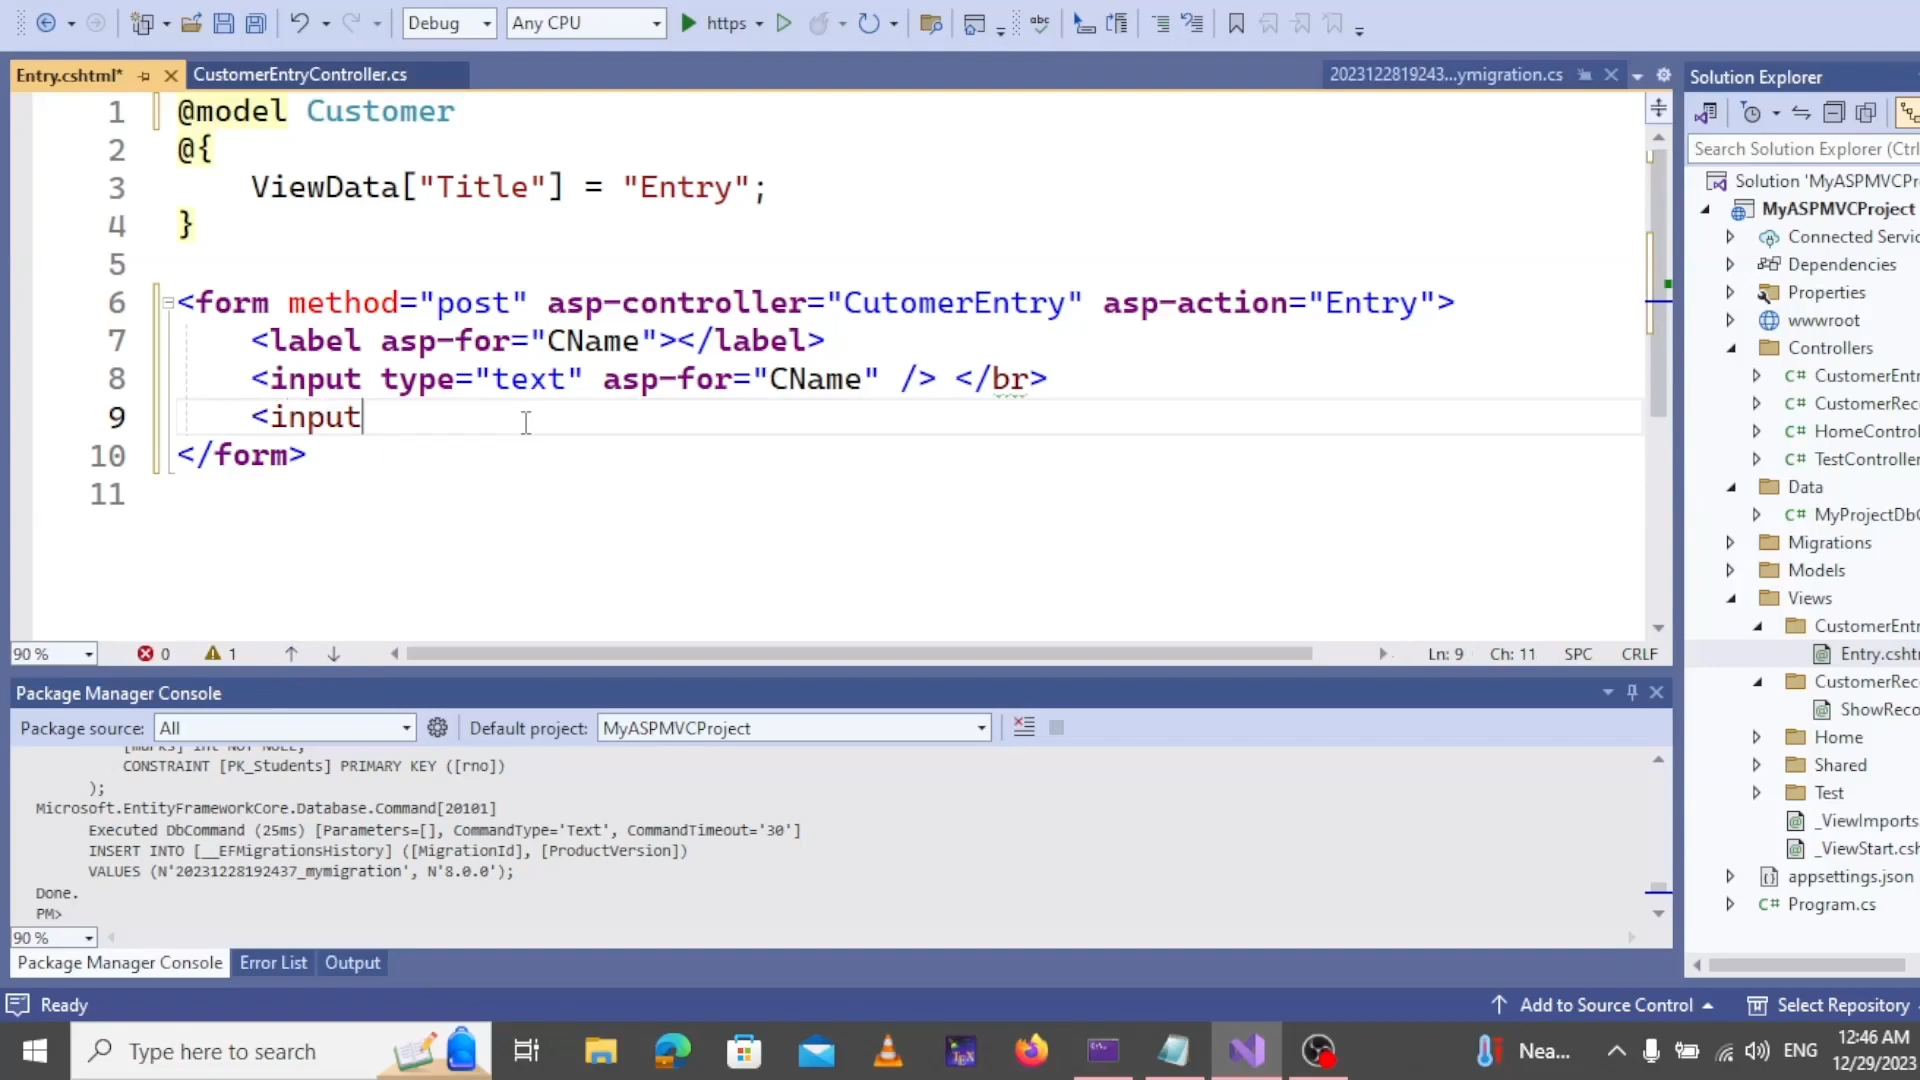 Debug
Any CPU
https
abc
Entry.cshtml*
CustomerEntryController.cs
2023122819243...ymigration.cs
1 @model Customer
2 @{
3 ViewData["Title"] = "Entry";
4 }
5
6 <form method="post" asp-controller="CutomerEntry" asp-action="Entry">
7 <label asp-for="CName"></label>
8 <input type="text" asp-for="CName" /> </br>
9 <input
10 </form>
11
90 %
0
1
Ln: 9
Ch: 11
SPC
CRLF
Solution Explorer
Search Solution Explorer (Ctrl
Solution 'MyASPMVCPr
MyASPMVCProject
Connected Servic
Dependencies
Properties
wwwroot
Controllers
C# CustomerEntr
C# CustomerRec
C# HomeControl
C# TestController
Data
C# MyProjectDb
Migrations
Models
Views
CustomerEntr
Entry.cshtr
CustomerRec
ShowReco
Home
Shared
Test
_ViewImports
_ViewStart.csh
appsettings.json
C# Program.cs
Package Manager Console
Package source: All
Default project: MyASPMVCProject
[marks] int NOT NULL,
CONSTRAINT [PK_Students] PRIMARY KEY ([rno])
);
Microsoft.EntityFrameworkCore.Database.Command[20101]
Executed DbCommand (25ms) [Parameters=[], CommandType='Text', CommandTimeout='30']
INSERT INTO [__EFMigrationsHistory] ([MigrationId], [ProductVersion])
VALUES (N'20231228192437_mymigration', N'8.0.0');
Done.
PM>
90 %
Package Manager Console
Error List
Output
Ready
Add to Source Control
Select Repository
Type here to search
Nea...
ENG
12:46 AM
12/29/2023